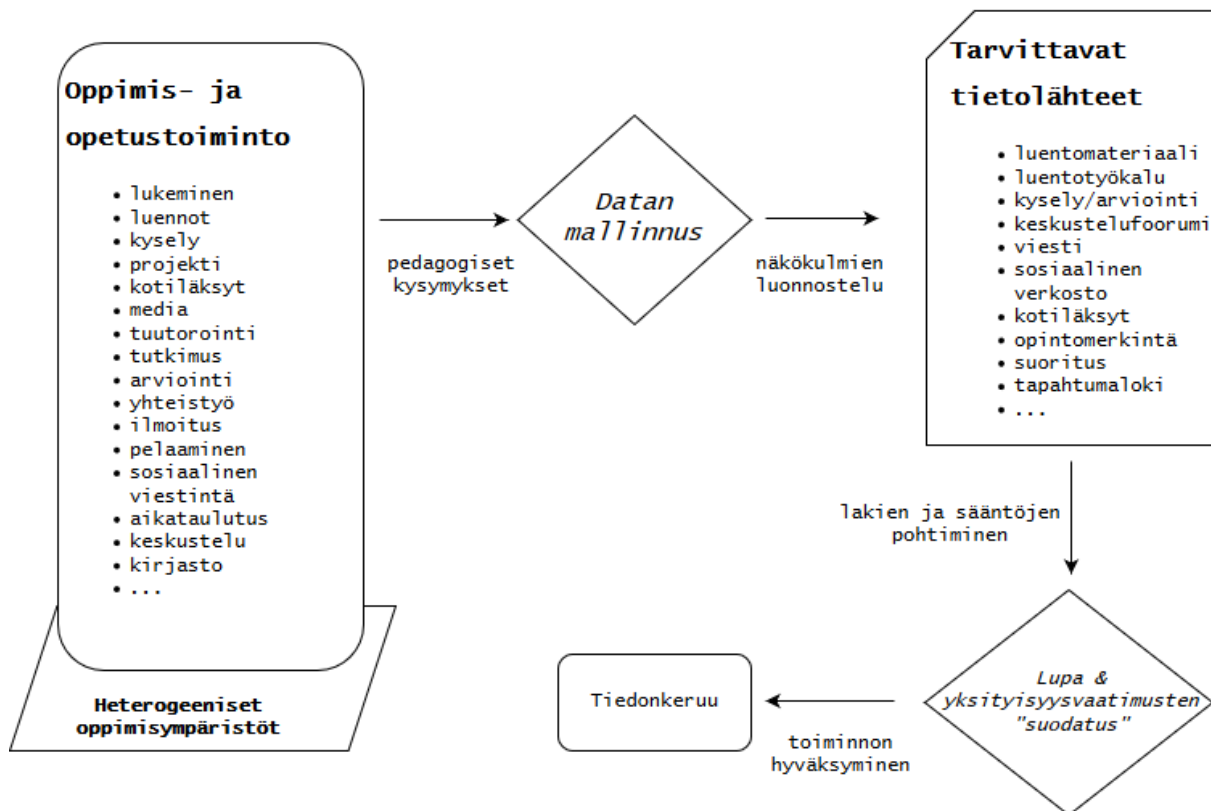 Oppimis- ja
opetustoiminto
• lukeminen
• luennot
• kysely
• projekti
• kotiläksyt
• media
• tuutorointi
• tutkimus
• arviointi
• yhteistyö
• ilmoitus
• pelaaminen
• sosiaalinen
viestintä
• aikataulutus
• keskustelu
• kirjasto
• ...
Heterogeeniset
oppimisympäristöt
pedagogiset
kysymykset
Datan
mallinnus
näkökulmien
luonnostelu
Tarvittavat
tietolähteet
• luentomateriaali
• luentotyökalu
• kysely/arviointi
• keskustelufoorumi
• viesti
• sosiaalinen
verkosto
• kotiläksyt
• opintomerkintä
• suoritus
• tapahtumaloki
• ...
lakien ja sääntöjen
pohtiminen
Lupa &
yksityisyysvaatimusten
"suodatus"
toiminnon
hyväksyminen
Tiedonkeruu